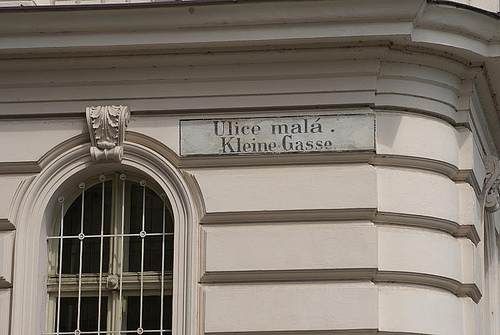 Ulice malá.
Kleine Gasse.